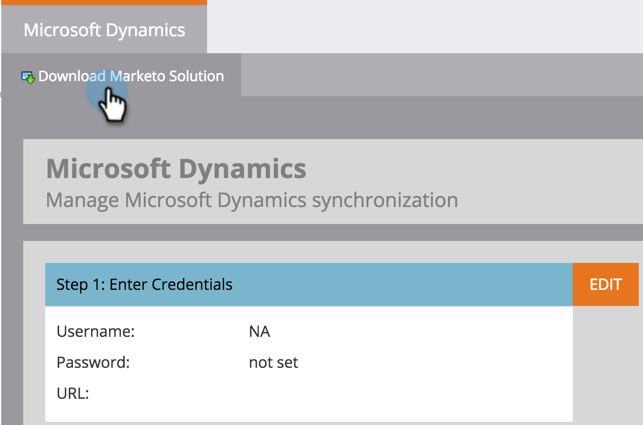 Microsoft Dynamics
Download Marketo Solution
Microsoft Dynamics
Manage Microsoft Dynamics synchronization
Step 1: Enter Credentials EDIT
Username: NA
Password: not set
URL: